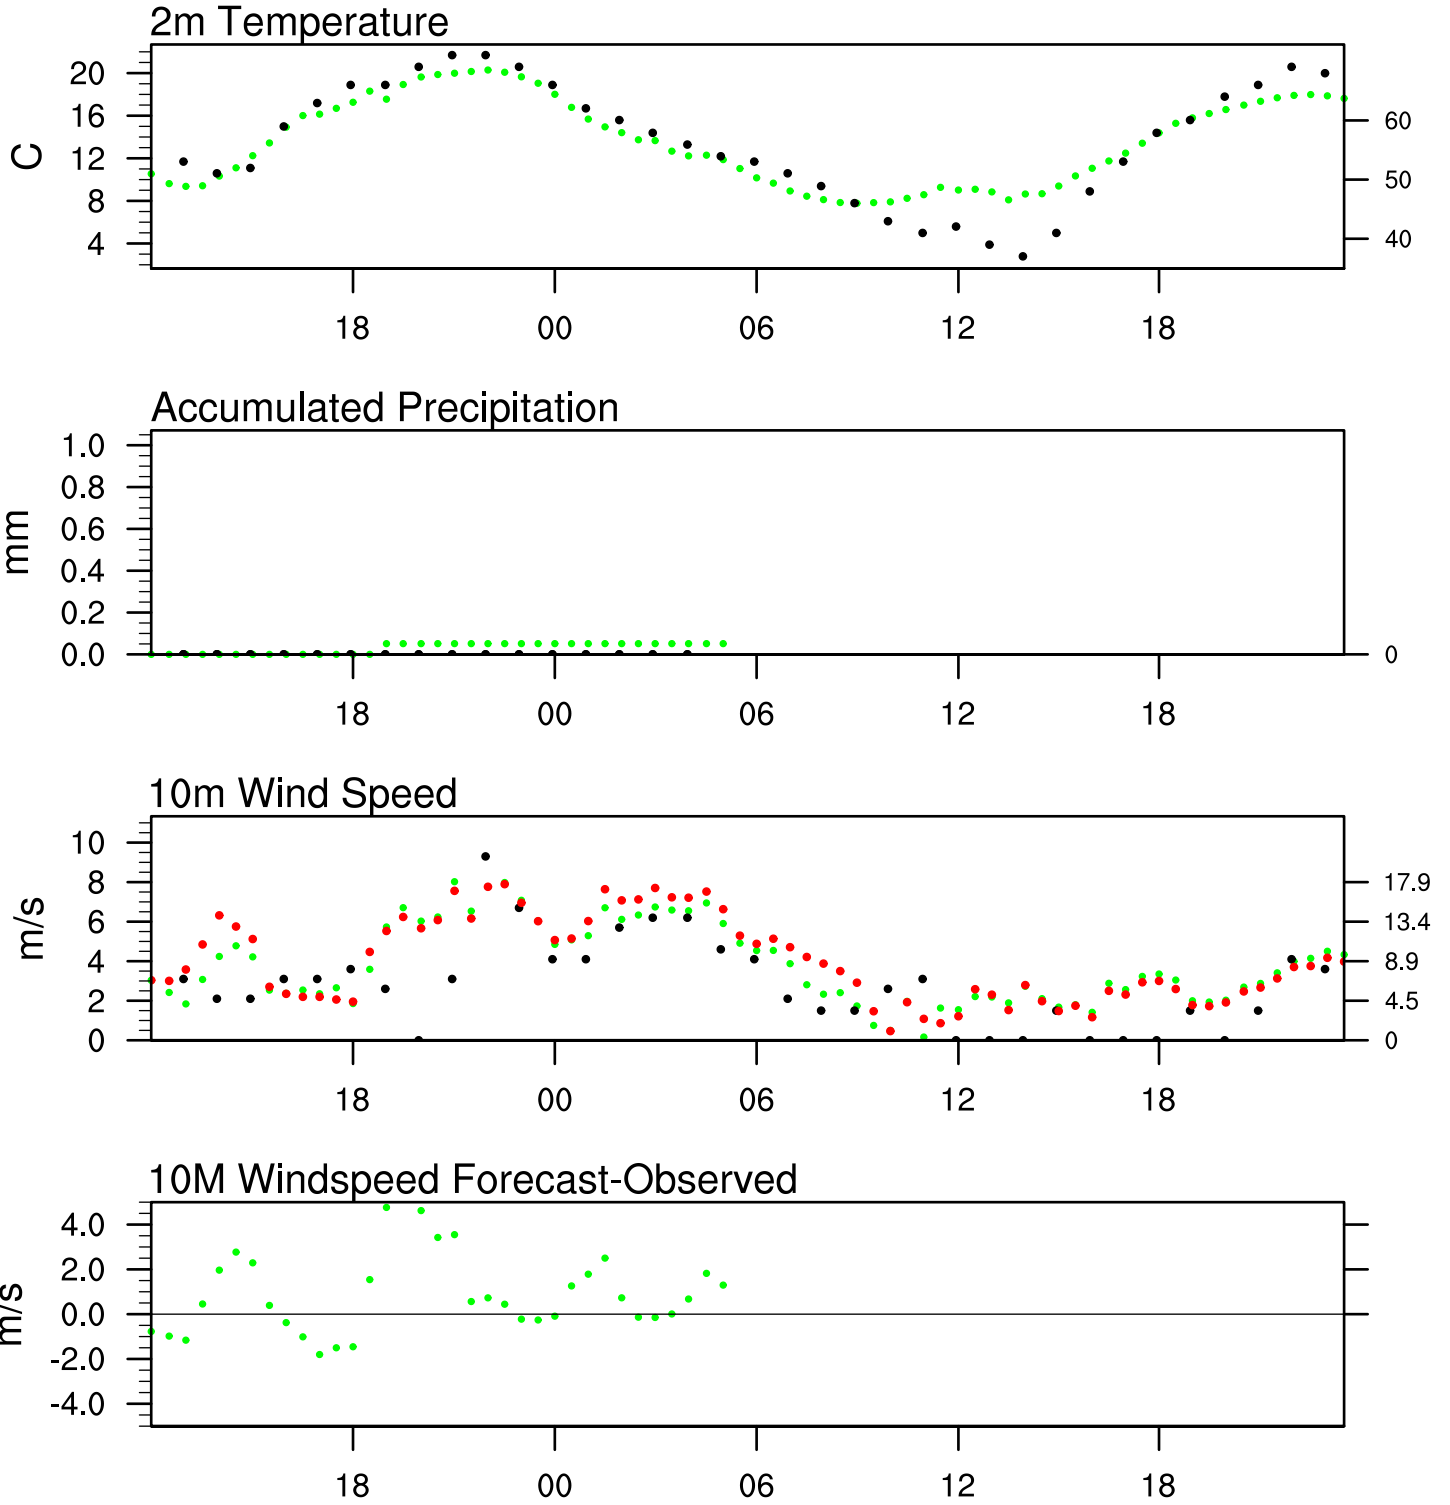 2m Temperature
C
20
16
12
8
4
60
50
40
18 00 06 12 18
Accumulated Precipitation
mm
1.0
0.8
0.6
0.4
0.2
0.0
0
18 00 06 12 18
10m Wind Speed
m/s
10
8
6
4
2
0
17.9
13.4
8.9
4.5
0
18 00 06 12 18
10M Windspeed Forecast-Observed
m/s
4.0
2.0
0.0
-2.0
-4.0
18 00 06 12 18